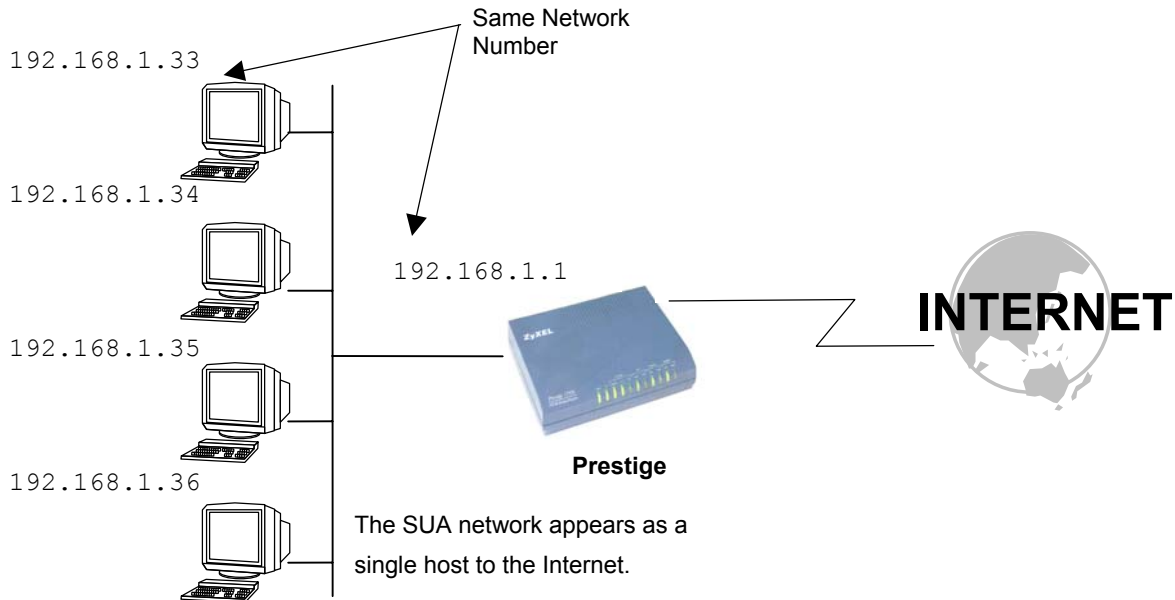 Same Network
Number
192.168.1.33
192.168.1.34
192.168.1.1
INTERNET
ZyXEL
192.168.1.35
Prestige
192.168.1.36
The SUA network appears as a
single host to the Internet.